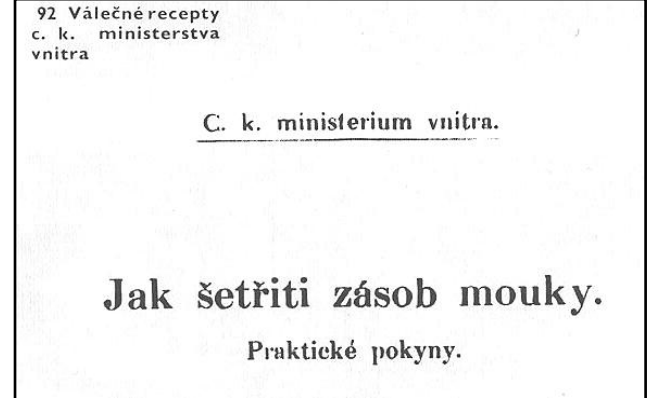 92 Válečné recepty
c. k. ministerstva
vnitra
C. k. ministerium vnitra.
Jak šetřiti zásob mouky.
Praktické pokyny.